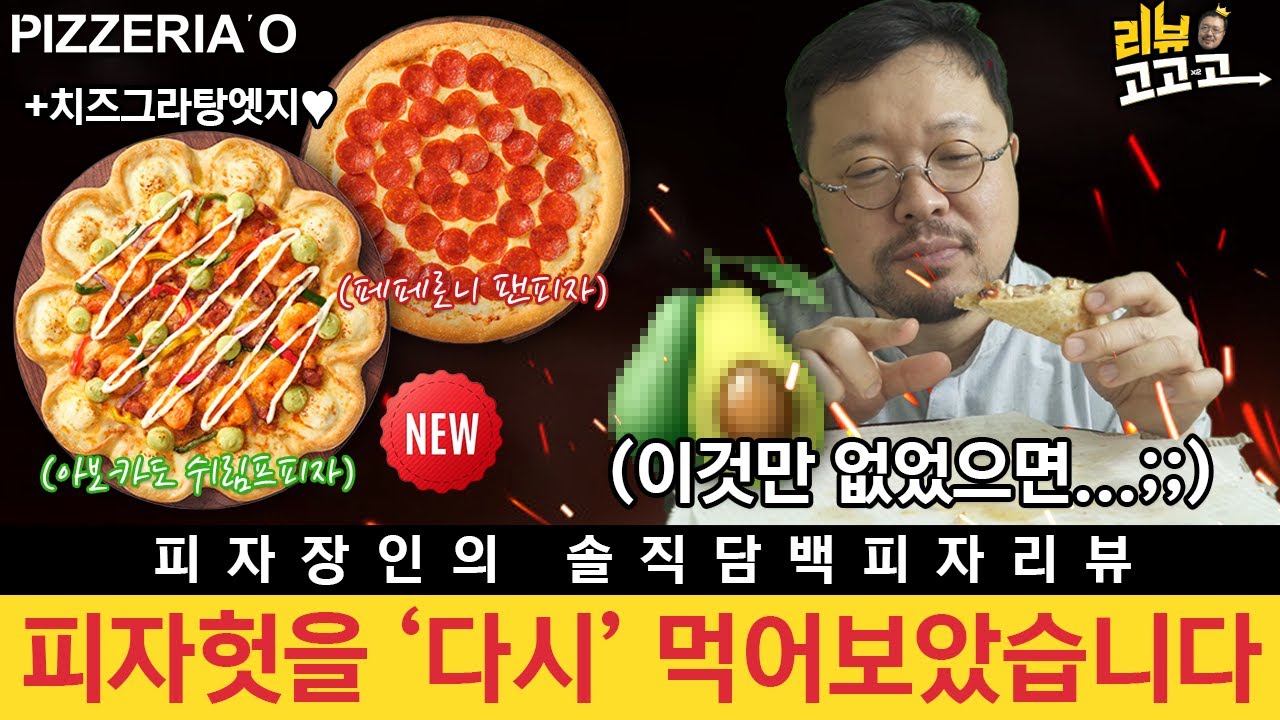 PIZZERIA'O
+치즈그라탕엣지♥
(페페로니 팬피자)
(아보카도 쉬림프피자)
NEW
리뷰
고고x2고
(이것만 없었으면...;;)
피자장인의 솔직담백피자리뷰
피자헛을 ‘다시’ 먹어보았습니다